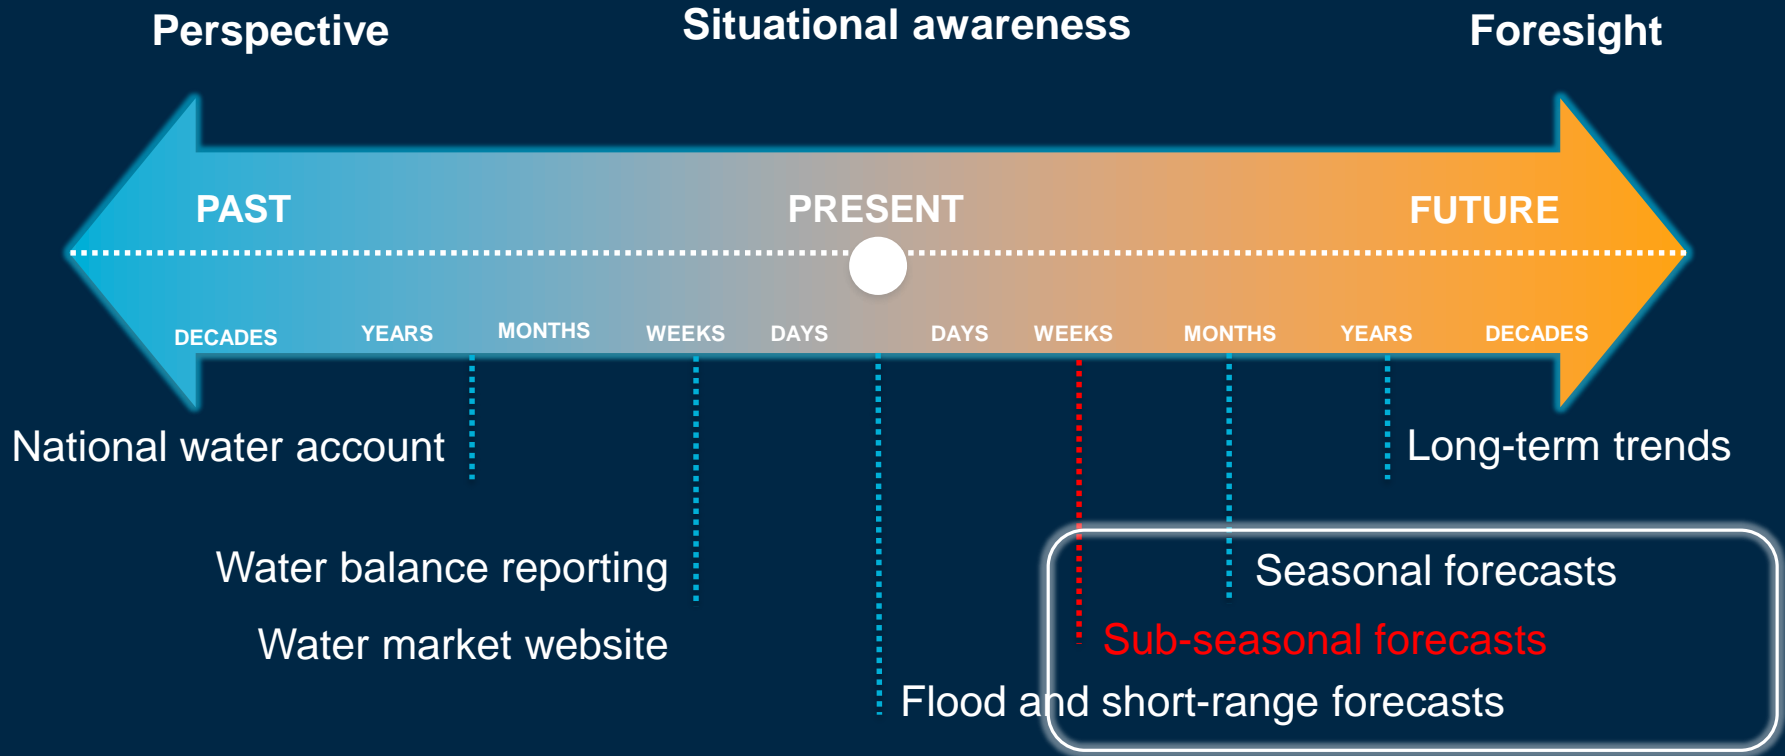 Perspective
Situational awareness
Foresight
PAST
PRESENT
FUTURE
DECADES
YEARS
MONTHS
WEEKS
DAYS
DAYS
WEEKS
MONTHS
YEARS
DECADES
National water account
Long-term trends
Water balance reporting
Seasonal forecasts
Water market website
Sub-seasonal forecasts
Flood and short-range forecasts